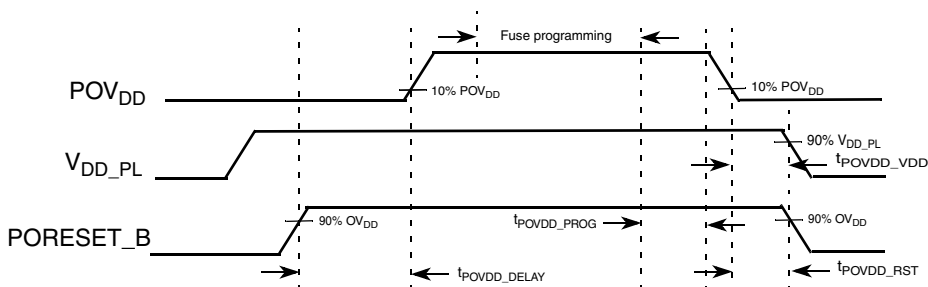 Fuse programming
POV_DD
10% POV_DD
10% POV_DD
V_DD_PL
90% V_DD_PL
t_POVDD_VDD
PORESET_B
90% OV_DD
t_POVDD_PROG
90% OV_DD
t_POVDD_DELAY
t_POVDD_RST